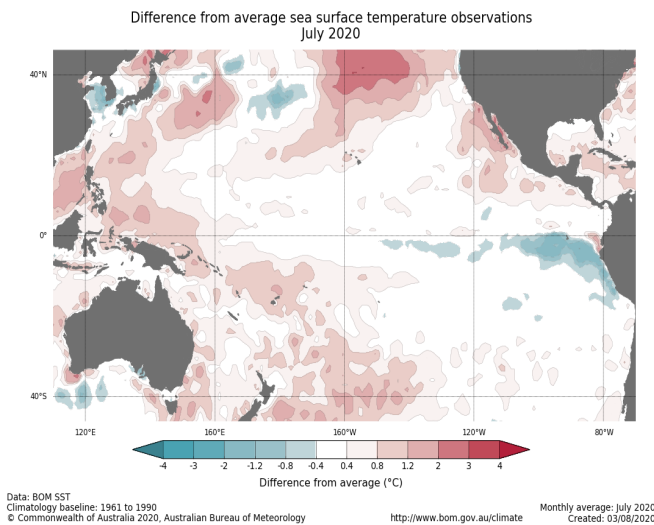 Difference from average sea surface temperature observations
July 2020
40°N
20°N
0°
40°S
120°E
160°E
160°W
120°W
80°W
-4
-3
-2
-1.2
-0.8
-0.4
0.4
0.8
1.2
2
3
4
Difference from average (°C)
Data: BOM SST
Climatology baseline: 1961 to 1990
© Commonwealth of Australia 2020, Australian Bureau of Meteorology
http://www.bom.gov.au/climate
Monthly average: July 2020
Created: 03/08/2020